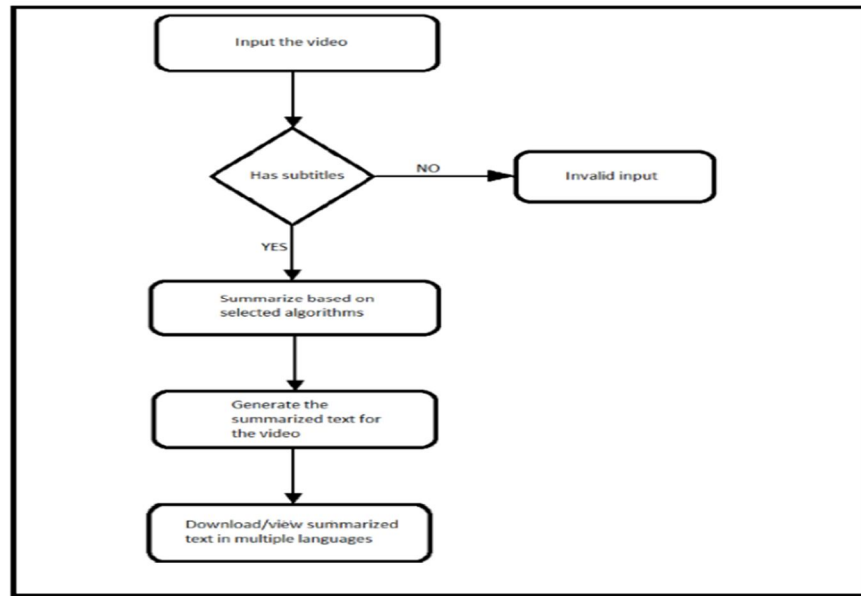 Input the video
Has subtitles
NO
Invalid input
YES
Summarize based on
selected algorithms
Generate the
summarized text for
the video
Download/view summarized
text in multiple languages